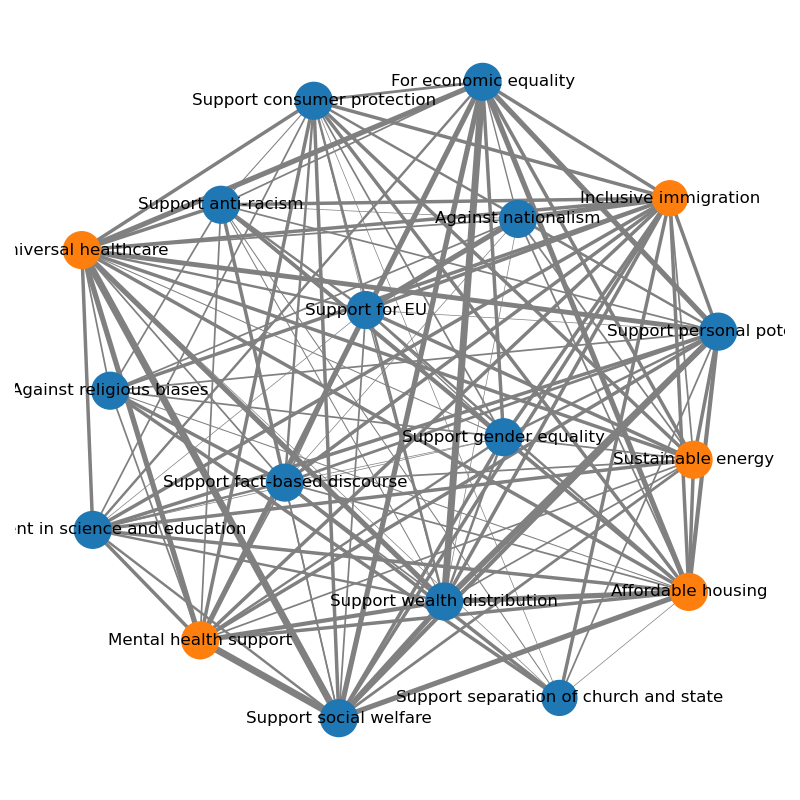 For economic equality
Support consumer protection
Inclusive immigration
Support anti-racism
Against nationalism
niversal healthcare
Support for EU
Support personal pote
Against religious biases
Support gender equality
Sustainable energy
Support fact-based discourse
ent in science and education
Affordable housing
Support wealth distribution
Mental health support
Support separation of church and state
Support social welfare